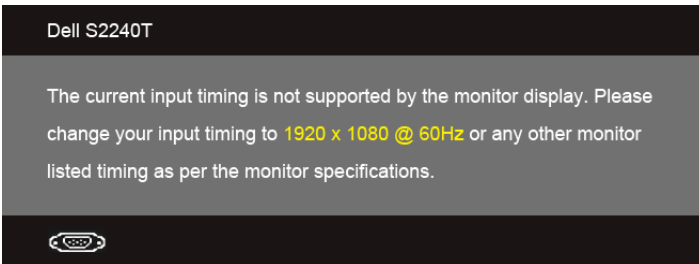 Dell S2240T
The current input timing is not supported by the monitor display. Please
change your input timing to 1920 x 1080 @ 60Hz or any other monitor
listed timing as per the monitor specifications.